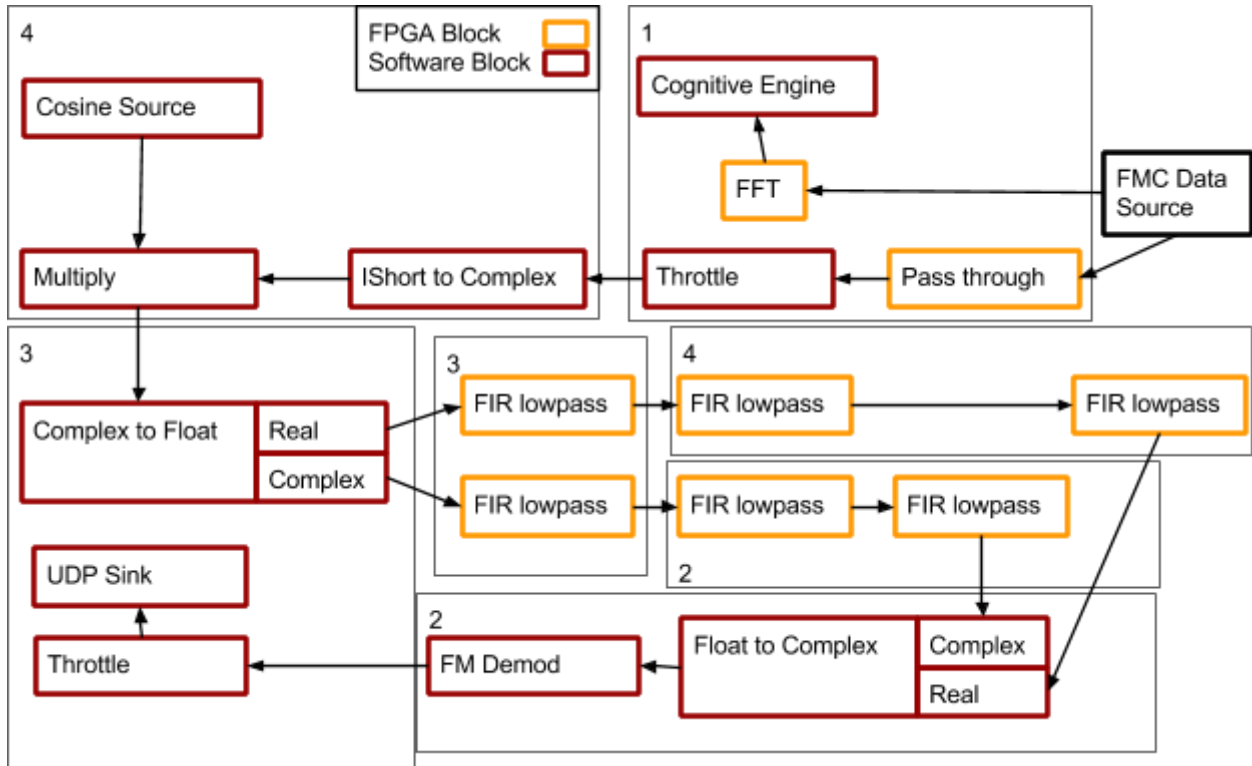 4
FPGA Block
Software Block
Cosine Source
Multiply
IShort to Complex
1
Cognitive Engine
FFT
FMC Data
Source
Throttle
Pass through
3
Complex to Float
Real
Complex
UDP Sink
Throttle
3
FIR lowpass
FIR lowpass
4
FIR lowpass
FIR lowpass
FIR lowpass
FIR lowpass
2
2
FM Demod
Float to Complex
Complex
Real